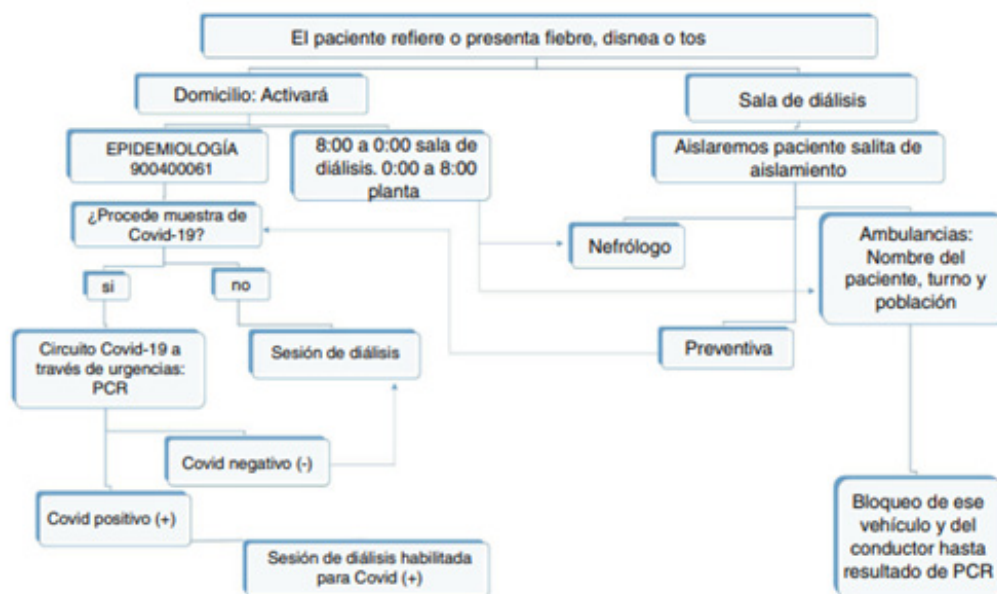 El paciente refiere o presenta fiebre, disnea o tos
Domicilio: Activará
Sala de diálisis
EPIDEMIOLOGÍA
900400061
8:00 a 0:00 sala de
diálisis. 0:00 a 8:00
planta
Aislaremos paciente salita de
aislamiento
¿Procede muestra de
Covid-19?
Nefrólogo
Ambulancias:
Nombre del
paciente, turno y
población
si
no
Circuito Covid-19 a
través de urgencias:
PCR
Sesión de diálisis
Preventiva
Covid negativo (-)
Covid positivo (+)
Sesión de diálisis habilitada
para Covid (+)
Bloqueo de ese
vehículo y del
conductor hasta
resultado de PCR